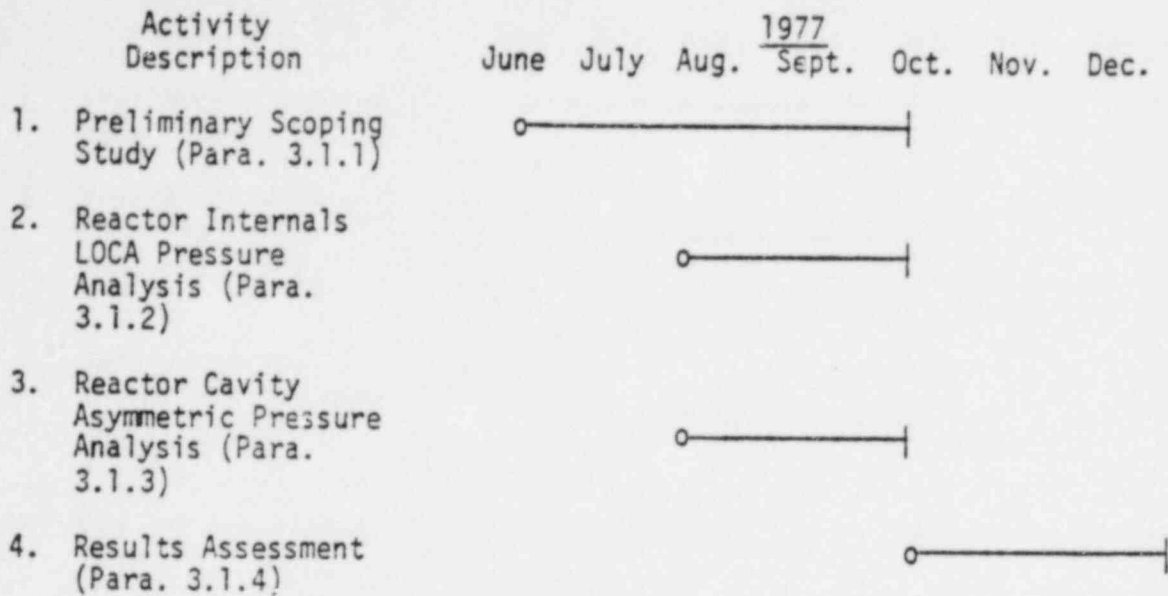 Activity
Description
1977
June July Aug. Sept. Oct. Nov. Dec.
1. Preliminary Scoping
Study (Para. 3.1.1)
2. Reactor Internals
LOCA Pressure
Analysis (Para.
3.1.2)
3. Reactor Cavity
Asymmetric Pressure
Analysis (Para.
3.1.3)
4. Results Assessment
(Para. 3.1.4)